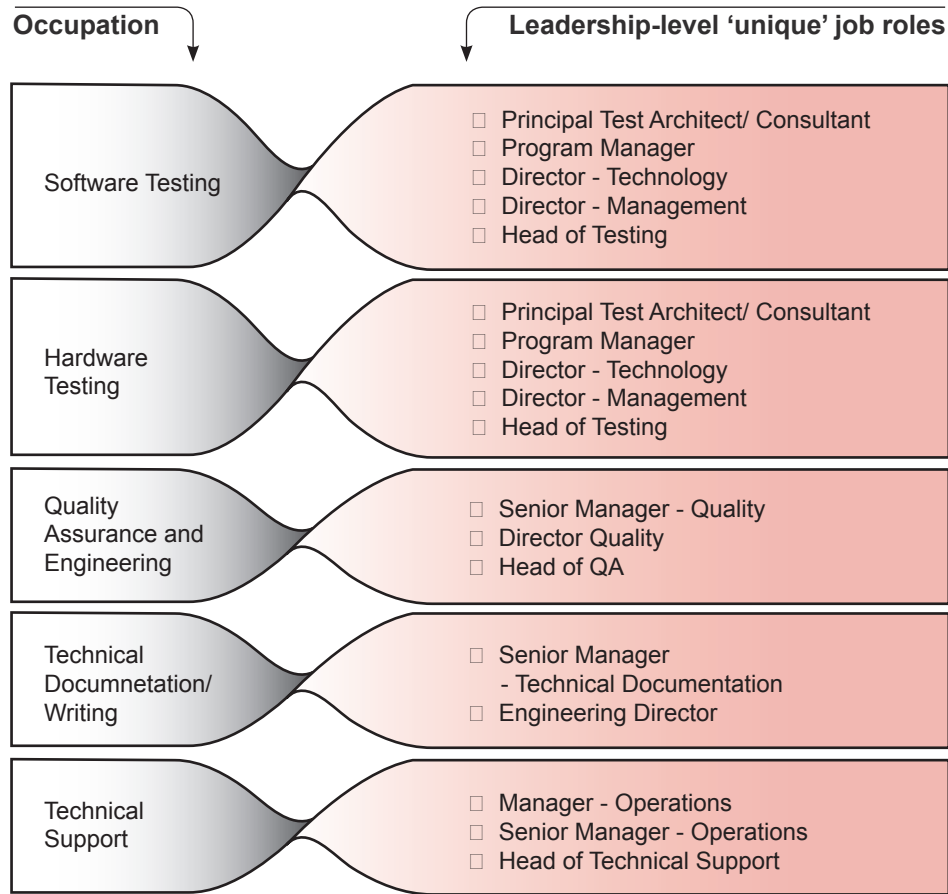 Occupation
Leadership-level ‘unique’ job roles
Software Testing
□ Principal Test Architect/ Consultant
□ Program Manager
□ Director - Technology
□ Director - Management
□ Head of Testing
Hardware
Testing
□ Principal Test Architect/ Consultant
□ Program Manager
□ Director - Technology
□ Director - Management
□ Head of Testing
Quality
Assurance and
Engineering
□ Senior Manager - Quality
□ Director Quality
□ Head of QA
Technical
Documnetation/
Writing
□ Senior Manager
- Technical Documentation
□ Engineering Director
Technical
Support
□ Manager - Operations
□ Senior Manager - Operations
□ Head of Technical Support